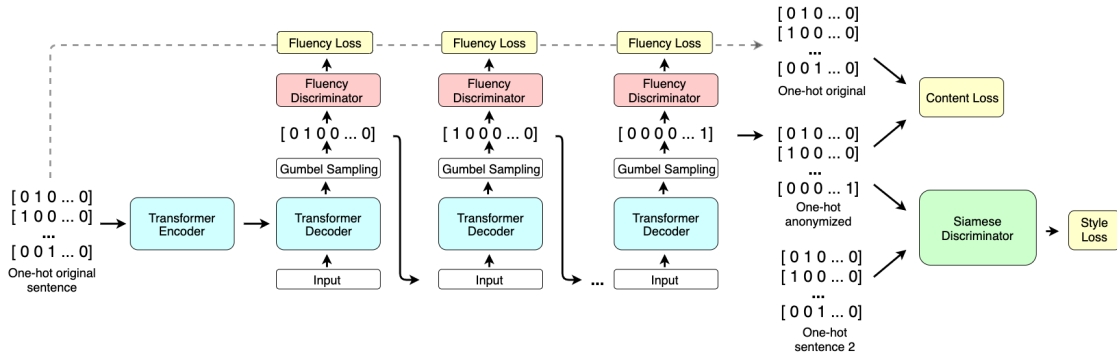 [ 0 1 0 ... 0]
[ 1 0 0 ... 0]
...
[ 0 0 1 ... 0]
One-hot original
sentence
Transformer
Encoder
Fluency Loss
Fluency
Discriminator
[ 0 1 0 0 ... 0]
Gumbel Sampling
Transformer
Decoder
Input
Fluency Loss
Fluency
Discriminator
[ 1 0 0 0 ... 0]
Gumbel Sampling
Transformer
Decoder
Input
...
Fluency Loss
Fluency
Discriminator
[ 0 0 0 0 ... 1]
Gumbel Sampling
Transformer
Decoder
Input
[ 0 1 0 ... 0]
[ 1 0 0 ... 0]
...
[ 0 0 1 ... 0]
One-hot original
[ 0 1 0 ... 0]
[ 1 0 0 ... 0]
...
[ 0 0 0 ... 1]
One-hot
anonymized
[ 0 1 0 ... 0]
[ 1 0 0 ... 0]
...
[ 0 0 1 ... 0]
One-hot
sentence 2
Content Loss
Siamese
Discriminator
Style
Loss